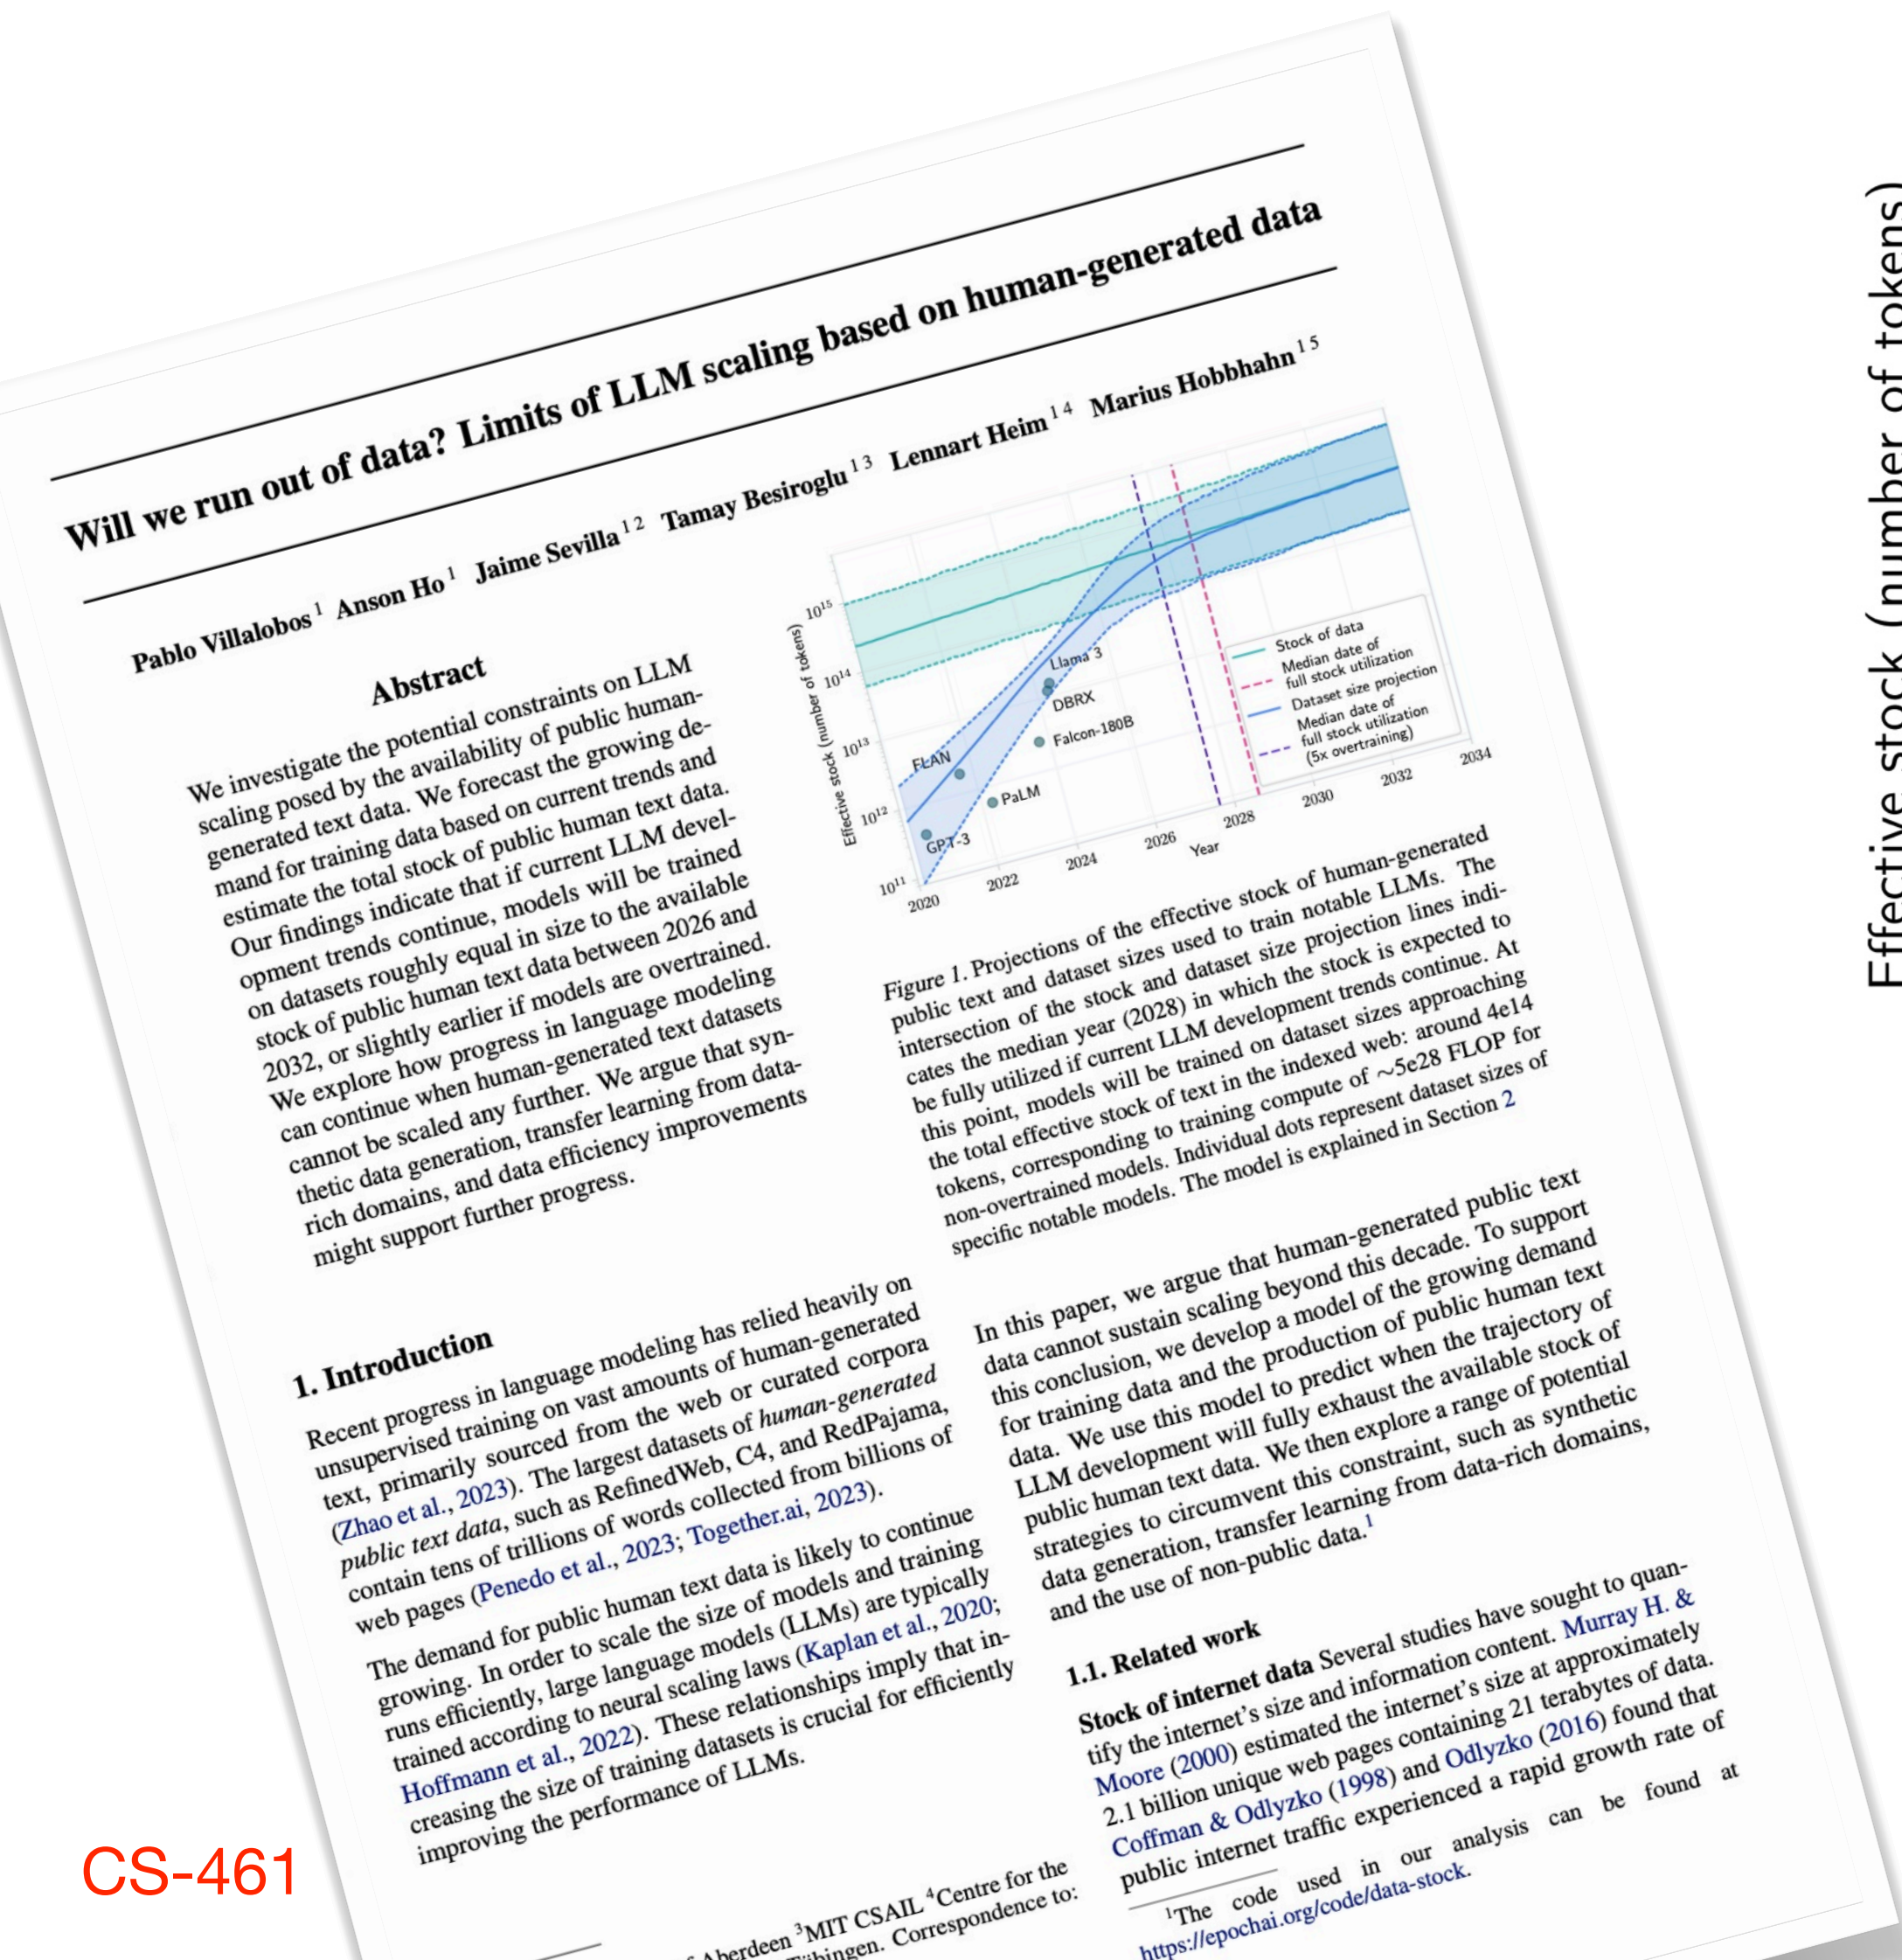 Will we run out of data? Limits of LLM scaling based on human-generated data
Pablo Villalobos 1 Anson Ho 1 Jaime Sevilla 1 2 Tamay Besiroglu 1 3 Lennart Heim 1 4 Marius Hobbhahn 1 5
Abstract
We investigate the potential constraints on LLM
scaling posed by the availability of public human-
generated text data. We forecast the growing de-
mand for training data based on current trends and
estimate the total stock of public human text data.
Our findings indicate that if current LLM devel-
opment trends continue, models will be trained
on datasets roughly equal in size to the available
stock of public human text data between 2026 and
2032, or slightly earlier if models are overtrained.
We explore how progress in language modeling
can continue when human-generated text datasets
cannot be scaled any further. We argue that syn-
thetic data generation, transfer learning from data-
rich domains, and data efficiency improvements
might support further progress.
1. Introduction
Recent progress in language modeling has relied heavily on
unsupervised training on vast amounts of human-generated
text, primarily sourced from the web or curated corpora
(Zhao et al., 2023). The largest datasets of human-generated
public text data, such as RefinedWeb, C4, and RedPajama,
contain tens of trillions of words collected from billions of
web pages (Penedo et al., 2023; Together.ai, 2023).
The demand for public human text data is likely to continue
growing. In order to scale the size of models and training
runs efficiently, large language models (LLMs) are typically
trained according to neural scaling laws (Kaplan et al., 2020;
Hoffmann et al., 2022). These relationships imply that in-
creasing the size of training datasets is crucial for efficiently
improving the performance of LLMs.
Aberdeen 3MIT CSAIL 4Centre for the
Tübingen. Correspondence to:
Effective stock (number of tokens)
10^15
10^14
10^13
10^12
10^11
Llama 3
DBRX
Falcon-180B
FLAN
PaLM
GPT-3
Stock of data
Median date of
full stock utilization
Dataset size projection
Median date of
full stock utilization
(5x overtraining)
2020
2022
2024
2026
2028
2030
2032
2034
Year
Figure 1. Projections of the effective stock of human-generated
public text and dataset sizes used to train notable LLMs. The
intersection of the stock and dataset size projection lines indi-
cates the median year (2028) in which the stock is expected to
be fully utilized if current LLM development trends continue. At
this point, models will be trained on dataset sizes approaching
the total effective stock of text in the indexed web: around 4e14
tokens, corresponding to training compute of ~5e28 FLOP for
non-overtrained models. Individual dots represent dataset sizes of
specific notable models. The model is explained in Section 2
In this paper, we argue that human-generated public text
data cannot sustain scaling beyond this decade. To support
this conclusion, we develop a model of the growing demand
for training data and the production of public human text
data. We use this model to predict when the trajectory of
LLM development will fully exhaust the available stock of
public human text data. We then explore a range of potential
strategies to circumvent this constraint, such as synthetic
data generation, transfer learning from data-rich domains,
and the use of non-public data.1
1.1. Related work
Stock of internet data Several studies have sought to quan-
tify the internet's size and information content. Murray H. &
Moore (2000) estimated the internet's size at approximately
2.1 billion unique web pages containing 21 terabytes of data.
Coffman & Odlyzko (1998) and Odlyzko (2016) found that
public internet traffic experienced a rapid growth rate of
1The code used in our analysis can be found at
https://epochai.org/code/data-stock.
CS-461
Effective stock (number of tokens)